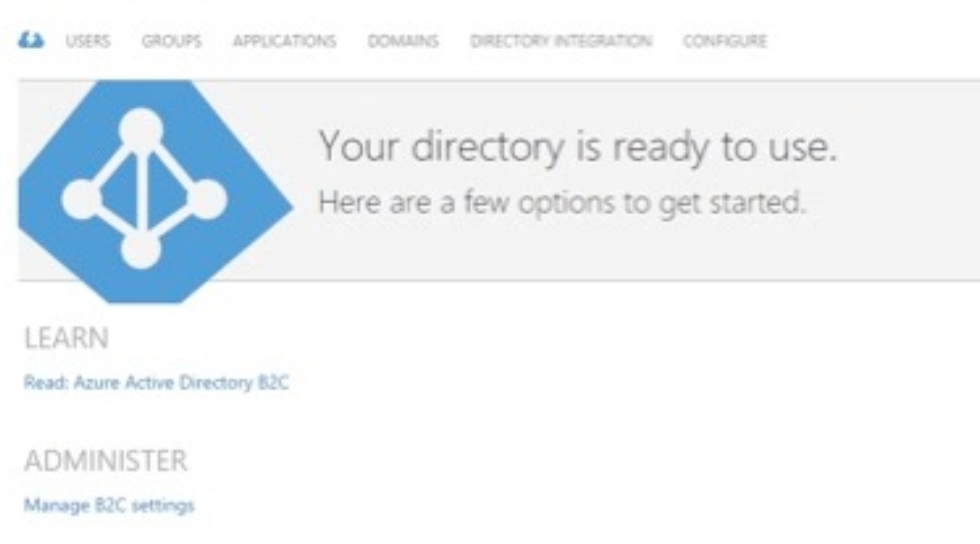 USERS GROUPS APPLICATIONS DOMAINS DIRECTORY INTEGRATION CONFIGURE
Your directory is ready to use.
Here are a few options to get started.
LEARN
Read: Azure Active Directory B2C
ADMINISTER
Manage B2C settings